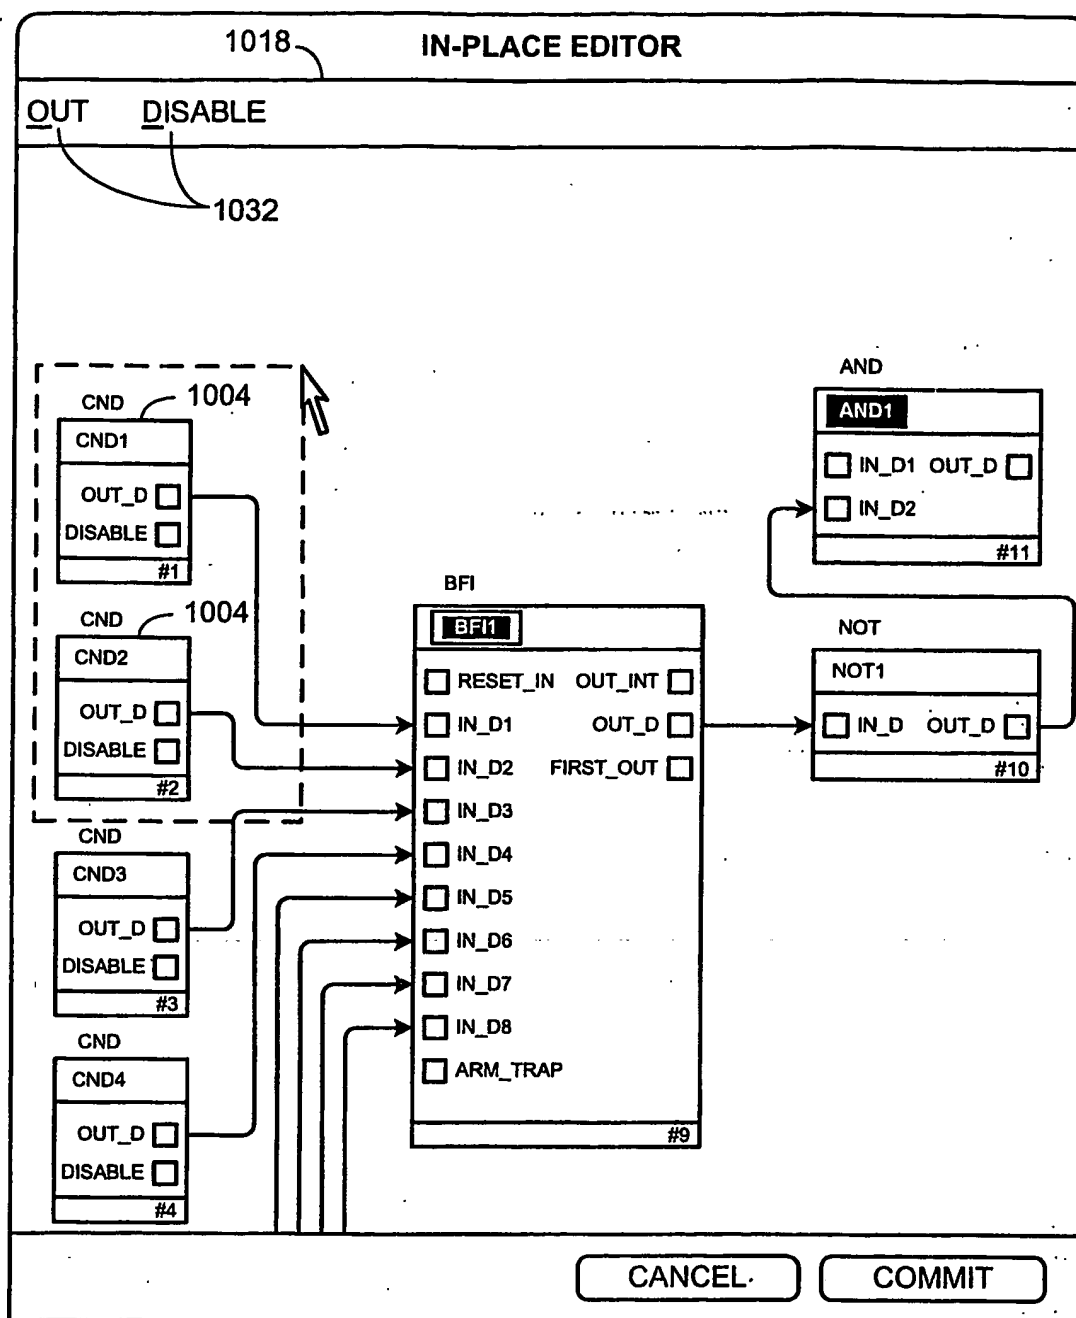 1018
IN-PLACE EDITOR
OUT DISABLE
1032
CND 1004
CND1
OUT_D
DISABLE
#1
CND 1004
CND2
OUT_D
DISABLE
#2
CND
CND3
OUT_D
DISABLE
#3
CND
CND4
OUT_D
DISABLE
#4
BFI
BFI1
RESET_IN OUT_INT
IN_D1 OUT_D
IN_D2 FIRST_OUT
IN_D3
IN_D4
IN_D5
IN_D6
IN_D7
IN_D8
ARM_TRAP
#9
AND
AND1
IN_D1 OUT_D
IN_D2
#11
NOT
NOT1
IN_D OUT_D
#10
CANCEL
COMMIT